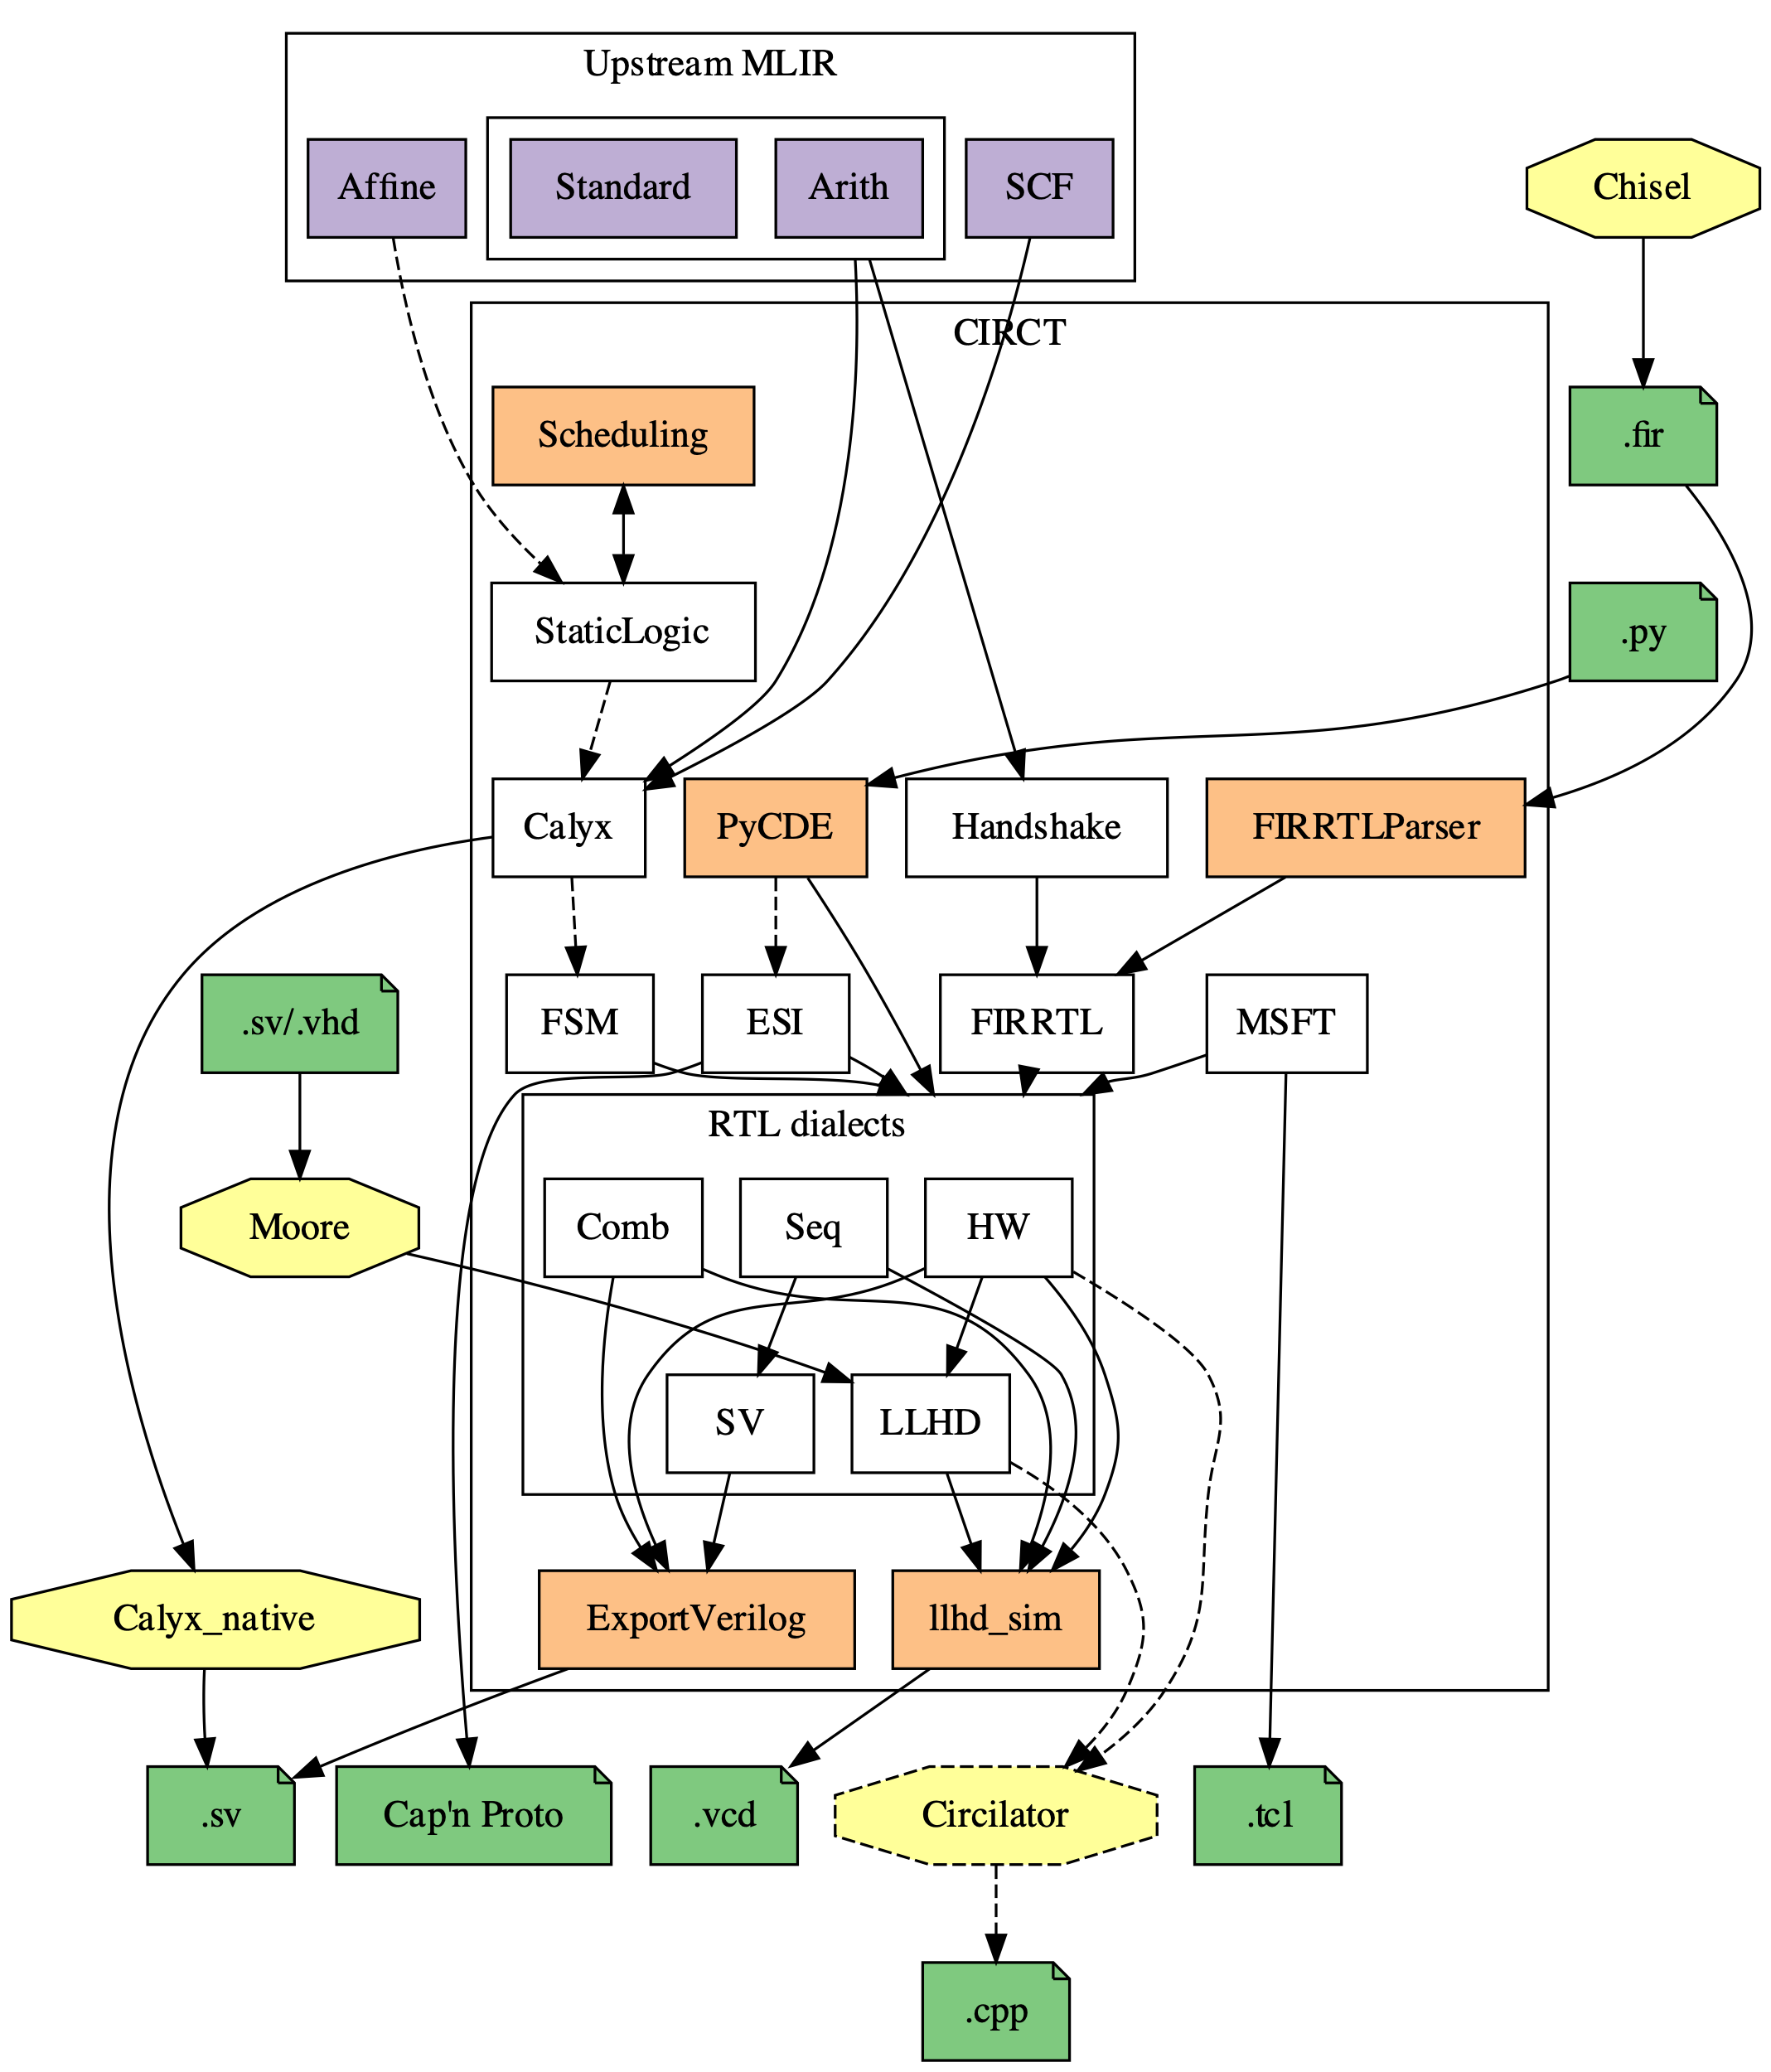 Upstream MLIR
Affine
Standard
Arith
SCF
Chisel
CIRCT
Scheduling
.fir
StaticLogic
.py
Calyx
PyCDE
Handshake
FIRRTLParser
.sv/.vhd
FSM
ESI
FIRRTL
MSFT
RTL dialects
Moore
Comb
Seq
HW
SV
LLHD
Calyx_native
ExportVerilog
llhd_sim
.sv
Cap'n Proto
.vcd
Circilator
.tcl
.cpp